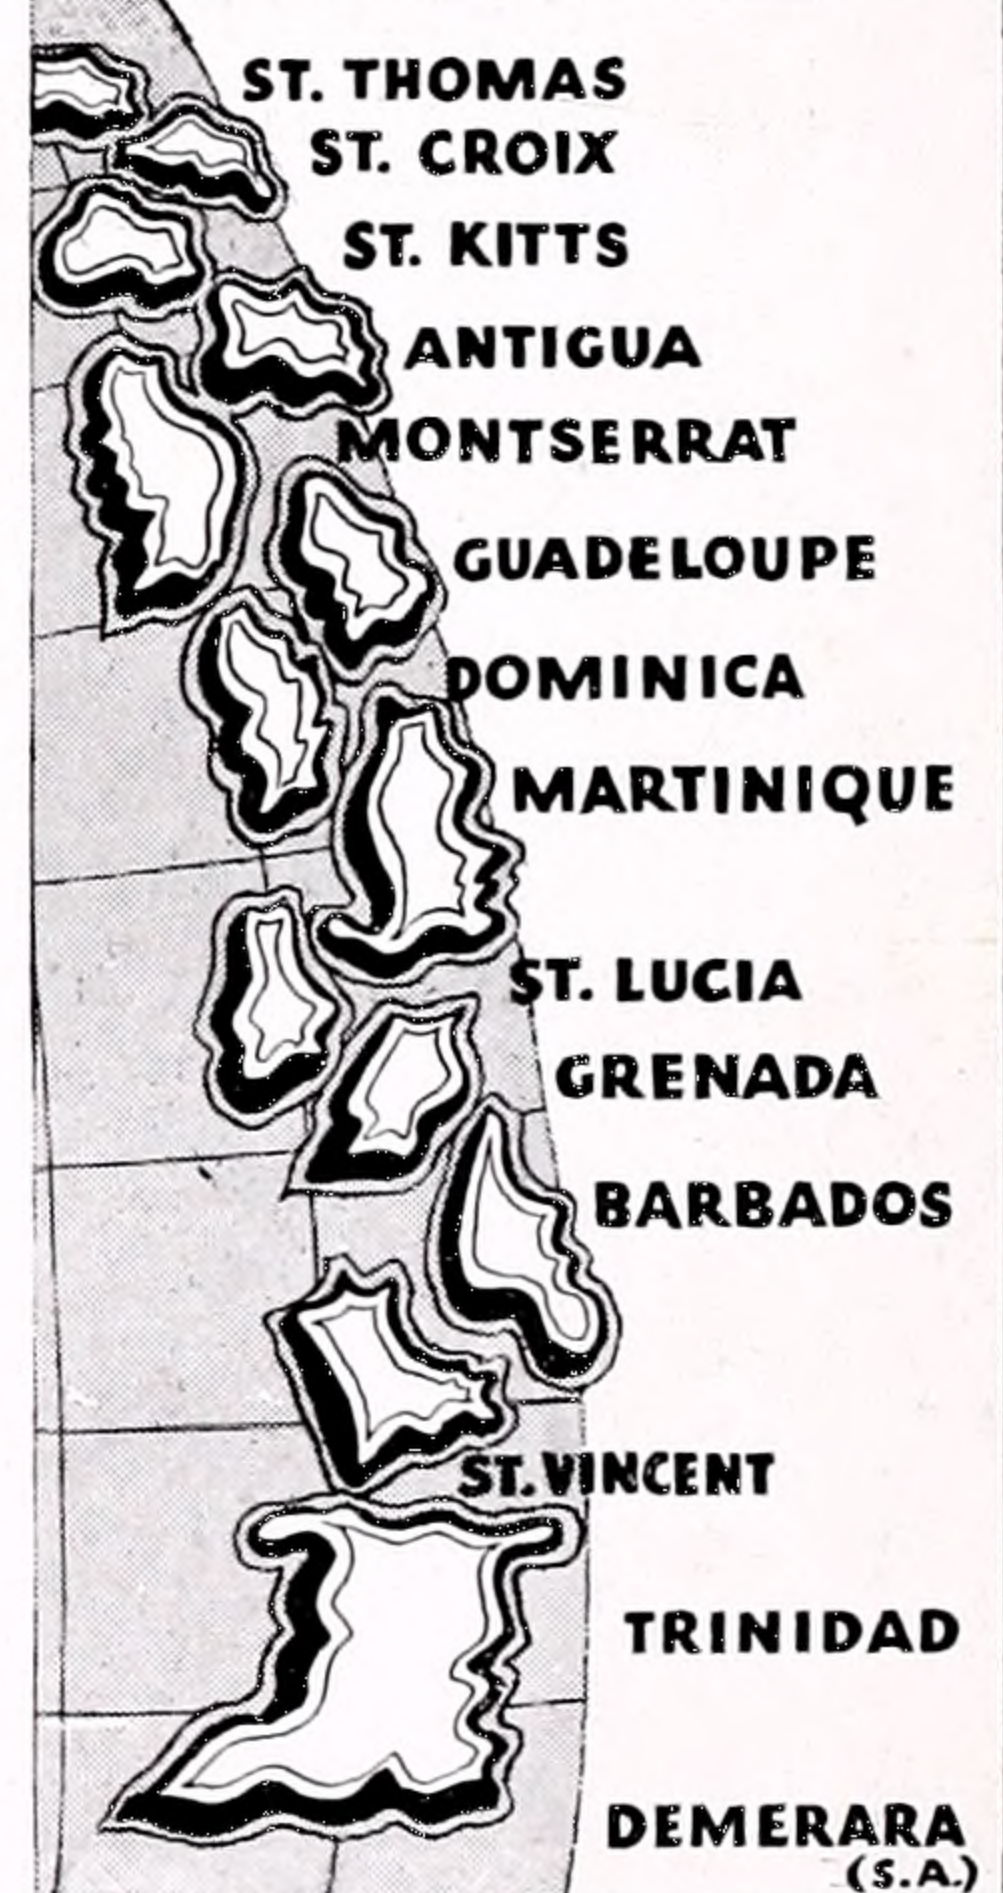 ST. THOMAS
ST. CROIX
ST. KITTS
ANTIGUA
MONTSERRAT
GUADELOUPE
DOMINICA
MARTINIQUE
ST. LUCIA
GRENADA
BARBADOS
ST. VINCENT
TRINIDAD
DEMERARA
(S.A.)